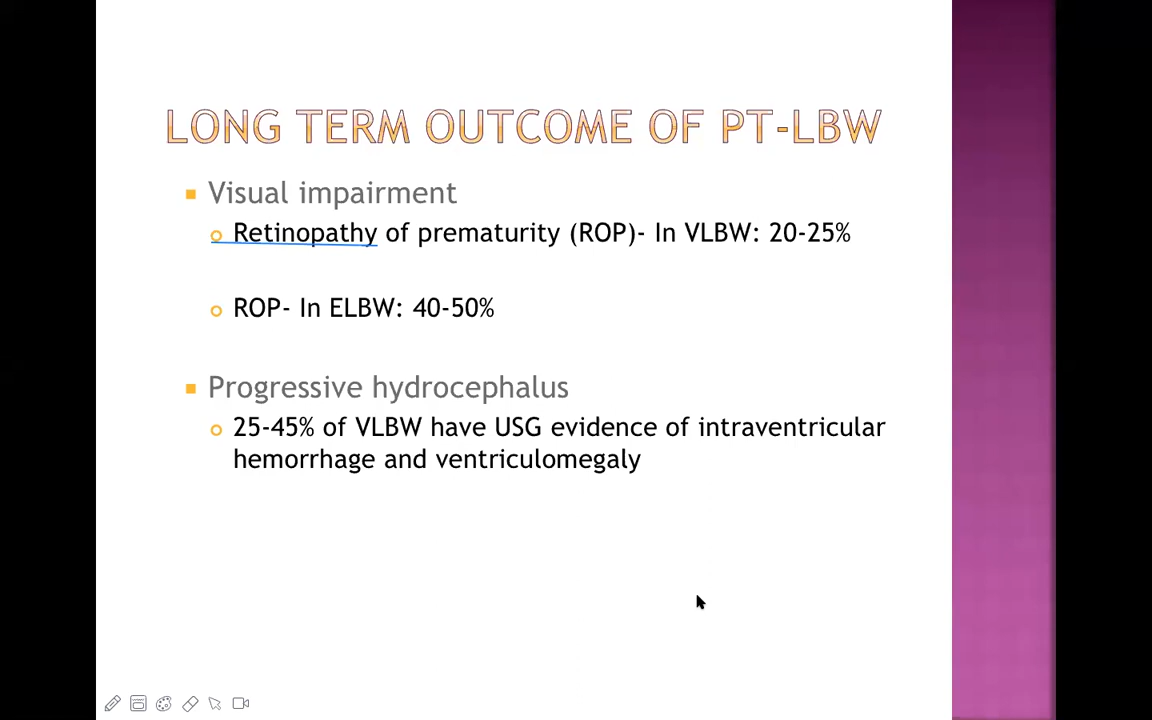 LONG TERM OUTCOME OF PT-LBW
Visual impairment
Retinopathy of prematurity (ROP)- In VLBW: 20-25%
ROP- In ELBW: 40-50%
Progressive hydrocephalus
25-45% of VLBW have USG evidence of intraventricular
hemorrhage and ventriculomegaly